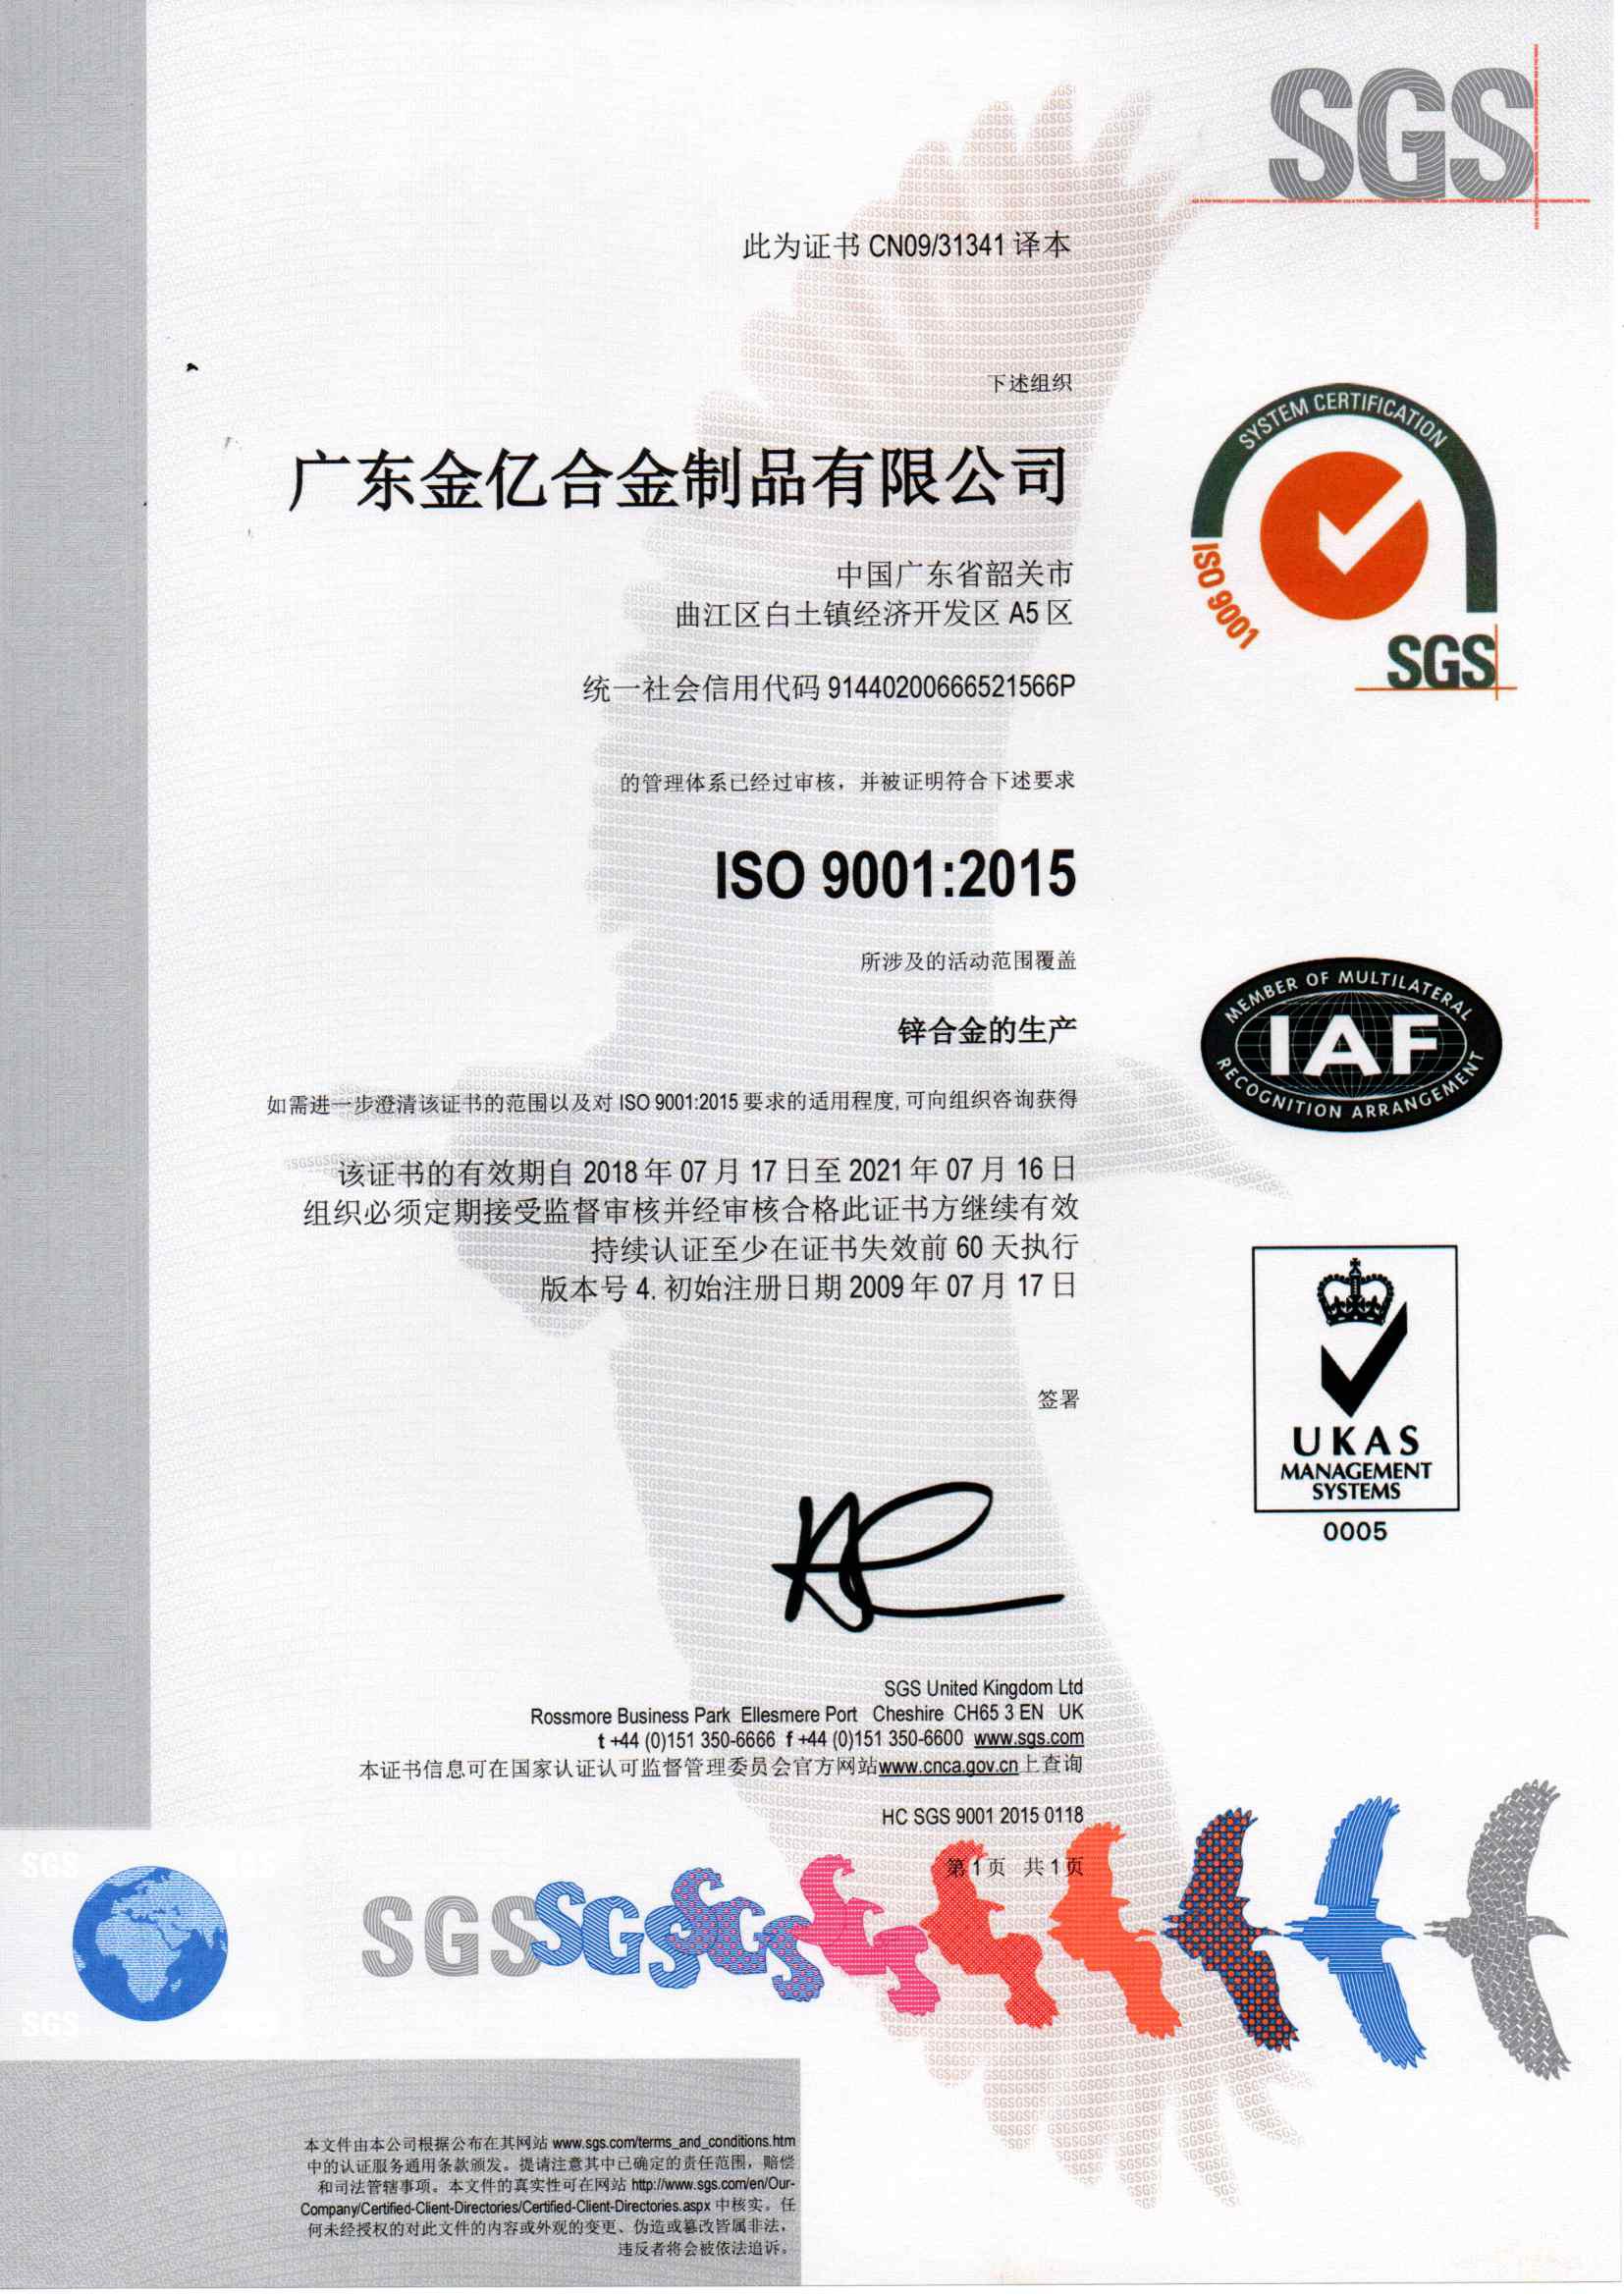 SGS
此为证书 CN09/31341 译本
下述组织
广东金亿合金制品有限公司
中国广东省韶关市
曲江区白土镇经济开发区 A5 区
统一社会信用代码 91440200666521566P
SYSTEM CERTIFICATION
ISO 9001
SGS
的管理体系已经过审核，并被证明符合下述要求
ISO 9001:2015
所涉及的活动范围覆盖
锌合金的生产
如需进一步澄清该证书的范围以及对 ISO 9001:2015 要求的适用程度, 可向组织咨询获得
MEMBER OF MULTILATERAL
IAF
RECOGNITION ARRANGEMENT
该证书的有效期自 2018 年 07 月 17 日至 2021 年 07 月 16 日
组织必须定期接受监督审核并经审核合格此证书方继续有效
持续认证至少在证书失效前 60 天执行
版本号 4. 初始注册日期 2009 年 07 月 17 日
签署
UKAS
MANAGEMENT
SYSTEMS
0005
SGS United Kingdom Ltd
Rossmore Business Park Ellesmere Port Cheshire CH65 3 EN UK
t +44 (0)151 350-6666 f +44 (0)151 350-6600 www.sgs.com
本证书信息可在国家认证认可监督管理委员会官方网站www.cnca.gov.cn上查询
HC SGS 9001 2015 0118
第 1 页 共 1 页
SGS
SGS
SGS SGS SGS
本文件由本公司根据公布在其网站 www.sgs.com/terms_and_conditions.htm
中的认证服务通用条款颁发。提请注意其中已确定的责任范围，赔偿
和司法管辖事项。本文件的真实性可在网站 http://www.sgs.com/en/Our-
Company/Certified-Client-Directories/Certified-Client-Directories.aspx 中核实。任
何未经授权的对此文件的内容或外观的变更、伪造或篡改皆属非法，
违反者将会被依法追诉。